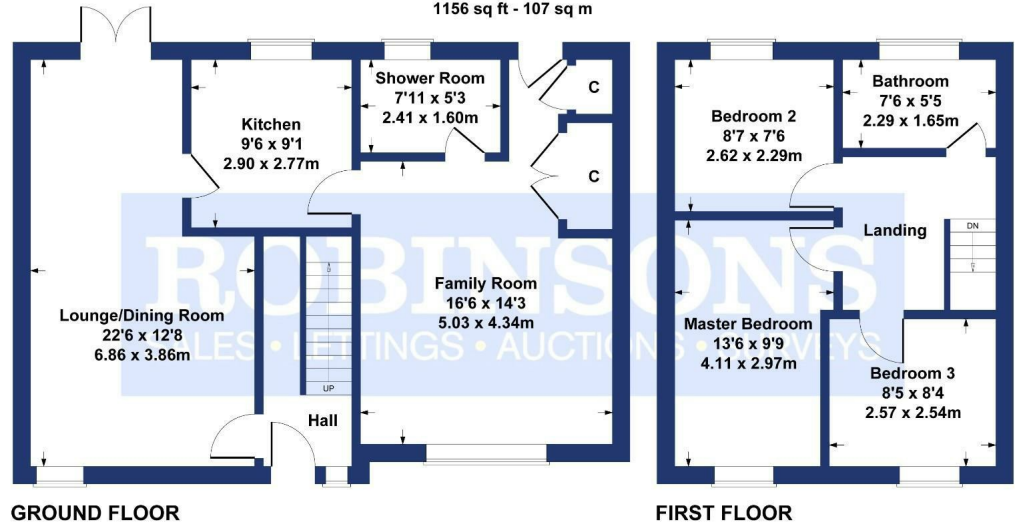 1156 sq ft - 107 sq m
Shower Room
7'11 x 5'3
2.41 x 1.60m
C
Kitchen
9'6 x 9'1
2.90 x 2.77m
C
Bedroom 2
8'7 x 7'6
2.62 x 2.29m
Bathroom
7'6 x 5'5
2.29 x 1.65m
Landing
DN
ROBINSONS
SALES • LETTINGS • AUCTIONS • SURVEYS
Lounge/Dining Room
22'6 x 12'8
6.86 x 3.86m
Family Room
16'6 x 14'3
5.03 x 4.34m
Master Bedroom
13'6 x 9'9
4.11 x 2.97m
Bedroom 3
8'5 x 8'4
2.57 x 2.54m
UP
Hall
GROUND FLOOR
FIRST FLOOR